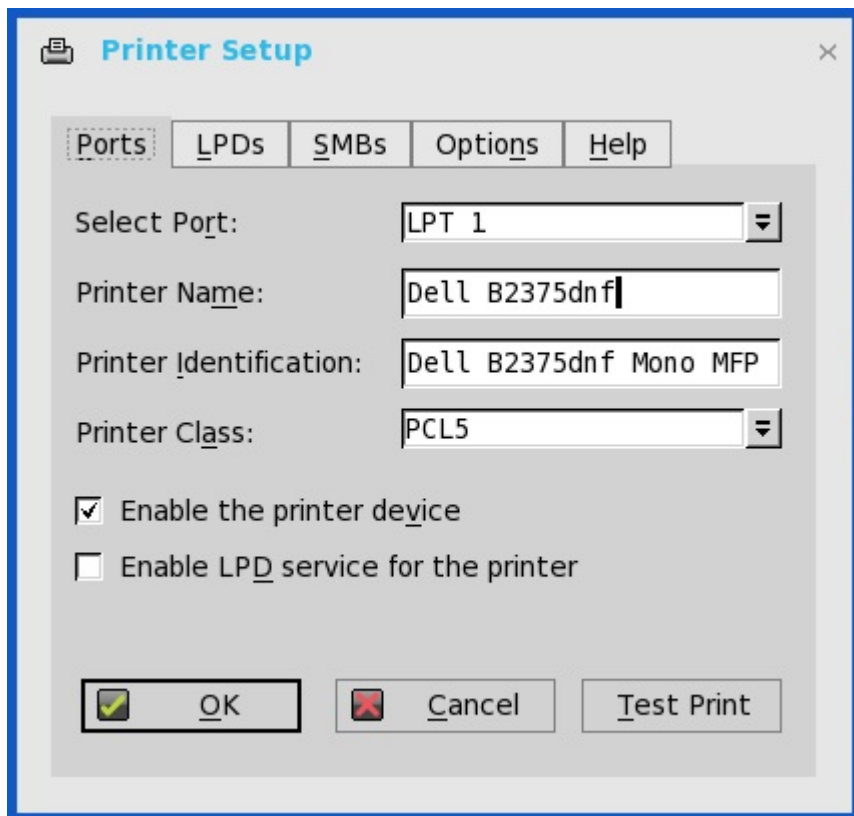 Printer Setup
Ports LPDs SMBs Options Help
Select Port: LPT 1
Printer Name: Dell B2375dnf
Printer Identification: Dell B2375dnf Mono MFP
Printer Class: PCL5
Enable the printer device
Enable LPD service for the printer
OK Cancel Test Print